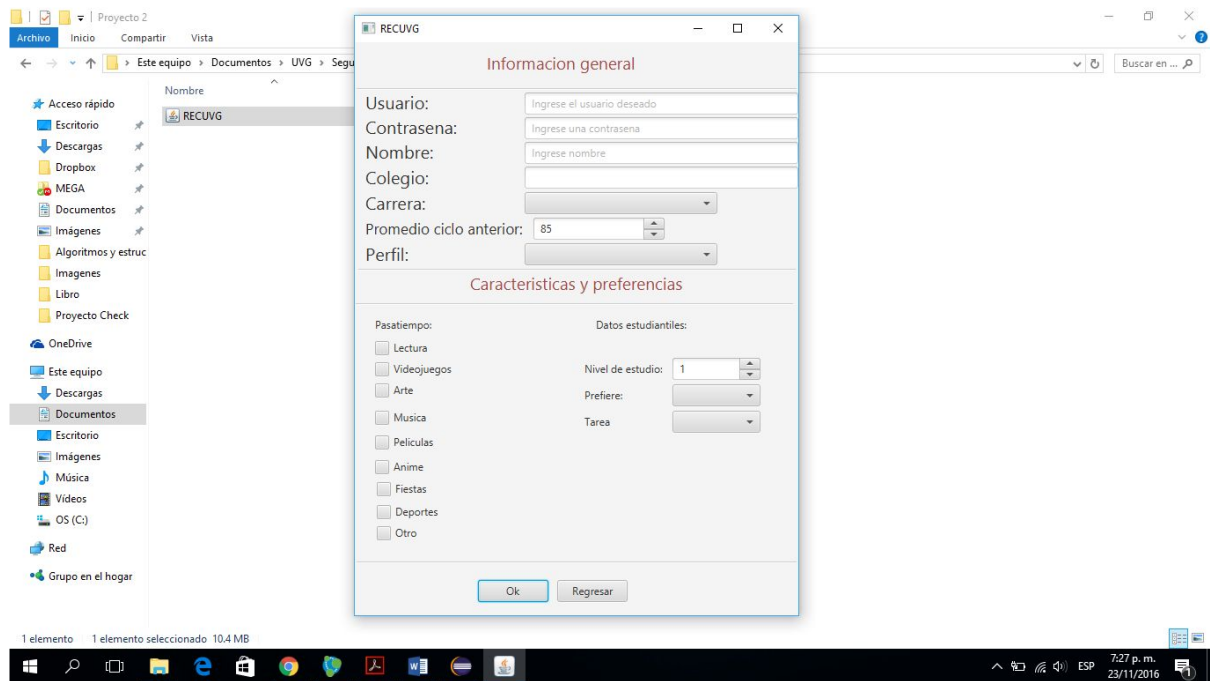 Proyecto 2
Archivo Inicio Compartir Vista
Este equipo > Documentos > UVG > Segu
Buscar en ...
Nombre
RECUVG
Acceso rápido
Escritorio
Descargas
Dropbox
MEGA
Documentos
Imágenes
Algoritmos y estruc
Imagenes
Libro
Proyecto Check
OneDrive
Este equipo
Descargas
Documentos
Escritorio
Imágenes
Música
Vídeos
OS (C:)
Red
Grupo en el hogar
1 elemento 1 elemento seleccionado 10.4 MB
RECUVG
Informacion general
Usuario: Ingrese el usuario deseado
Contrasena: Ingrese una contrasena
Nombre: Ingrese nombre
Colegio:
Carrera:
Promedio ciclo anterior: 85
Perfil:
Caracteristicas y preferencias
Pasatiempo:
Lectura
Videojuegos
Arte
Musica
Peliculas
Anime
Fiestas
Deportes
Otro
Datos estudiantiles:
Nivel de estudio: 1
Prefiere:
Tarea
Ok Regresar
ESP
7:27 p. m.
23/11/2016